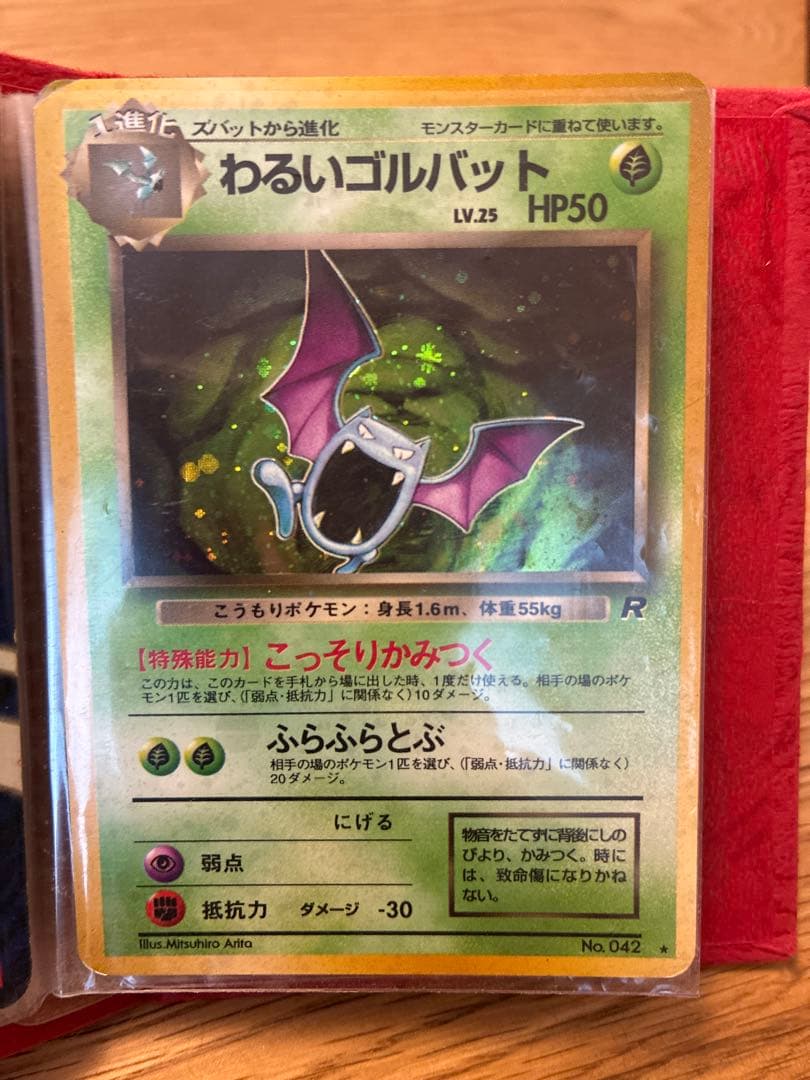 1進化 ズバットから進化 モンスターカードに重ねて使います。
わるいゴルバット
LV.25 HP50
こうもりポケモン：身長1.6m、体重55kg R
【特殊能力】こっそりかみつく
この力は、このカードを手札から場に出した時、1度だけ使える。相手の場のポケ
モン1匹を選び、（「弱点・抵抗力」に関係なく）10ダメージ。
ふらふらとぶ
相手の場のポケモン1匹を選び、（「弱点・抵抗力」に関係なく）
20ダメージ。
にげる
弱点
抵抗力 ダメージ -30
物音をたてずに背後にしの
びより、かみつく。時に
は、致命傷になりかね
ない。
Illus.Mitsuhiro Arita No.042 ★